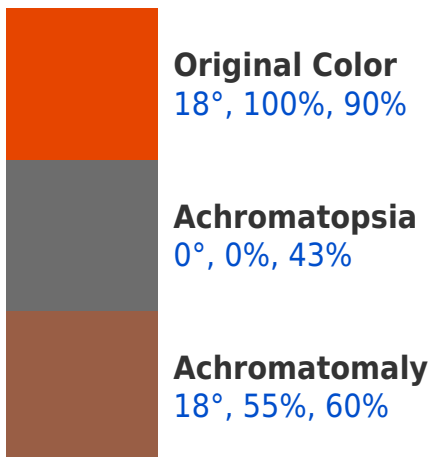 Original Color
18°, 100%, 90%
Achromatopsia
0°, 0%, 43%
Achromatomaly
18°, 55%, 60%